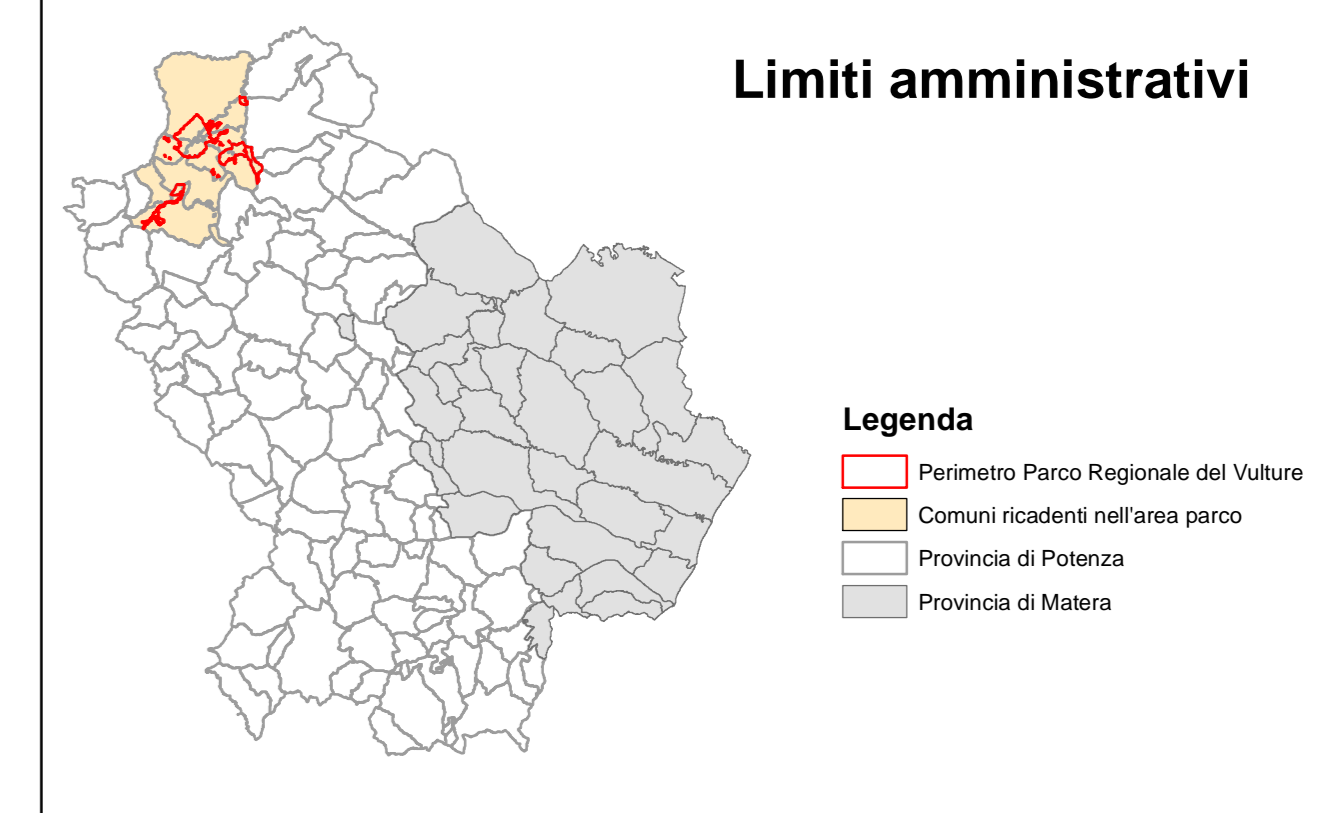 Limiti amministrativi
Legenda
Perimetro Parco Regionale del Vulture
Comuni ricadenti nell'area parco
Provincia di Potenza
Provincia di Matera